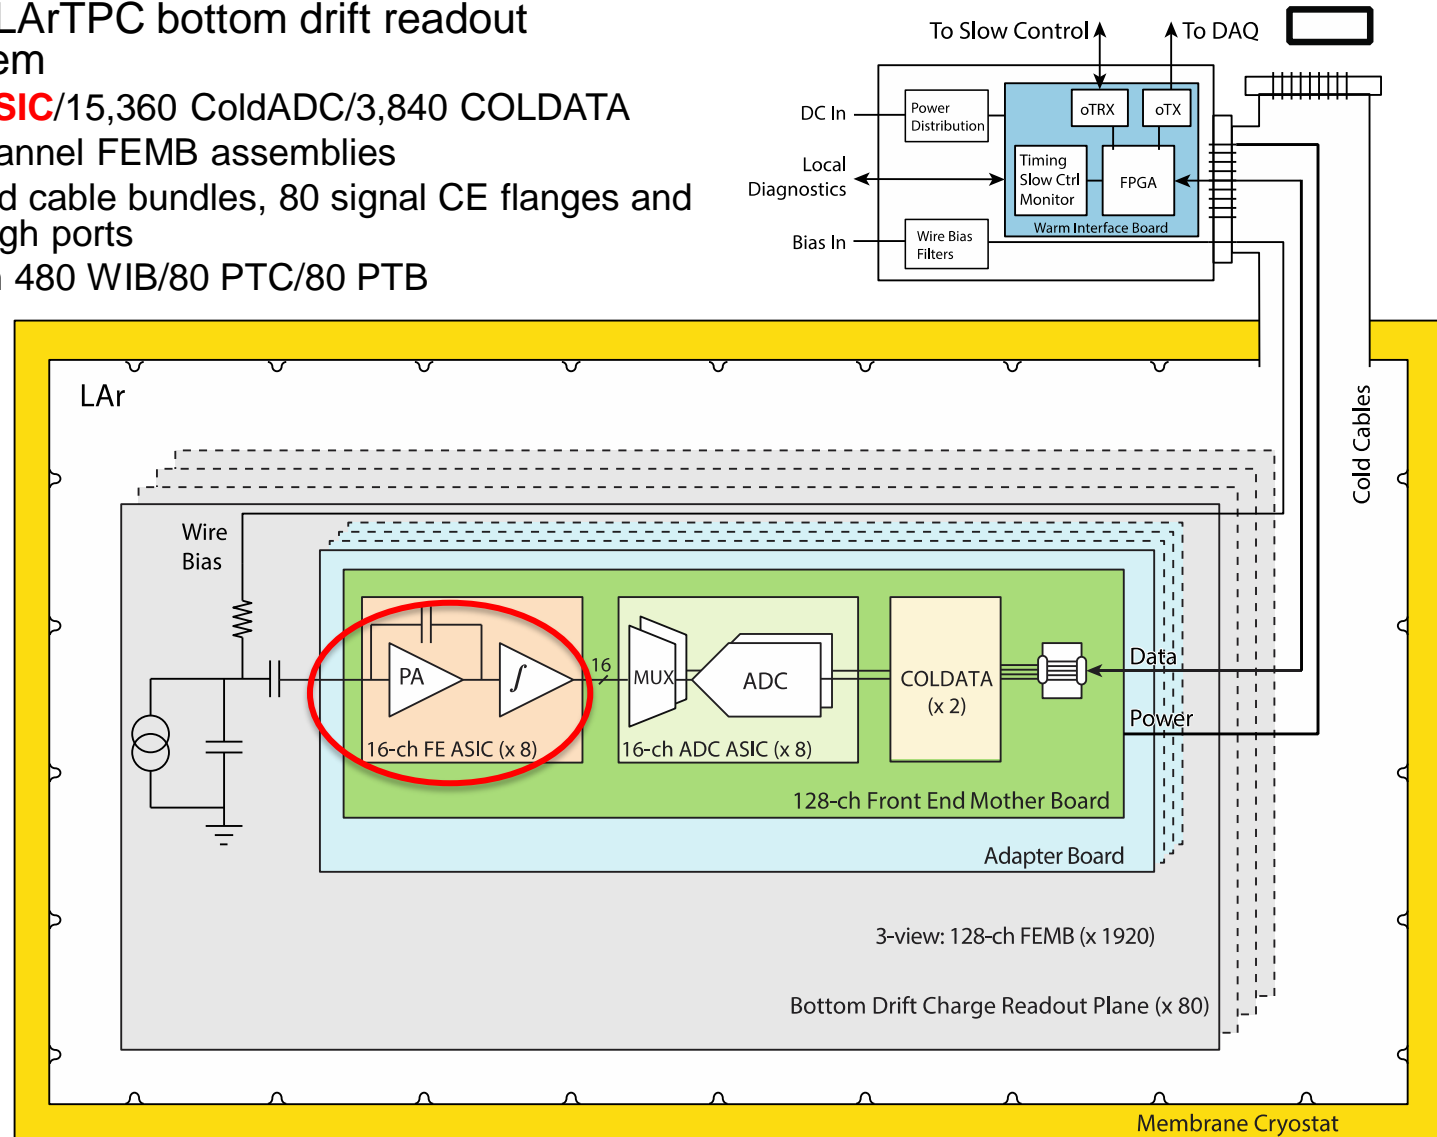 LArTPC bottom drift readout
SIC/15,360 ColdADC/3,840 COLDATA
FEMB assemblies
cable bundles, 80 signal CE flanges and
ports
480 WIB/80 PTC/80 PTB
To Slow Control
To DAQ
DC In
Power
Distribution
oTRX
oTX
Local
Diagnostics
Timing
Slow Ctrl
Monitor
FPGA
Warm Interface Board
Bias In
Wire Bias
Filters
LAr
Cold Cables
Wire
Bias
PA
∫
16
MUX
ADC
COLDATA
(x 2)
Data
Power
16-ch FE ASIC (x 8)
16-ch ADC ASIC (x 8)
128-ch Front End Mother Board
Adapter Board
3-view: 128-ch FEMB (x 1920)
Bottom Drift Charge Readout Plane (x 80)
Membrane Cryostat